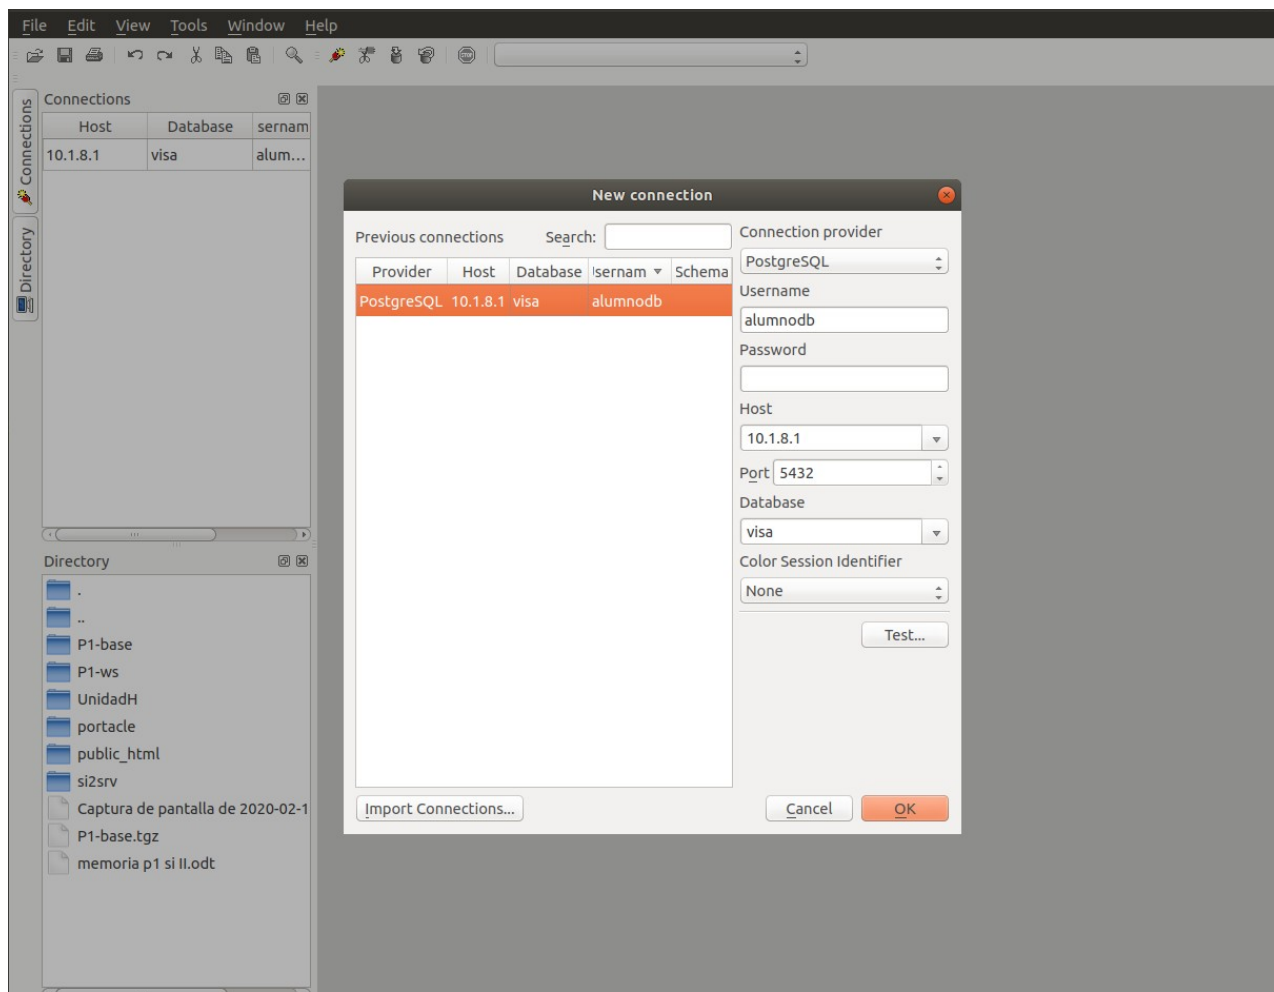 File Edit View Tools Window Help
Connections
Directory
Connections
Host Database sernam
10.1.8.1 visa alum...
Directory
.
..
P1-base
P1-ws
UnidadH
portacle
public_html
si2srv
Captura de pantalla de 2020-02-1
P1-base.tgz
memoria p1 si II.odt
New connection
Previous connections Search:
Provider Host Database sernam Schema
PostgreSQL 10.1.8.1 visa alumnodb
Import Connections...
Connection provider
PostgreSQL
Username
alumnodb
Password
Host
10.1.8.1
Port 5432
Database
visa
Color Session Identifier
None
Test...
Cancel OK